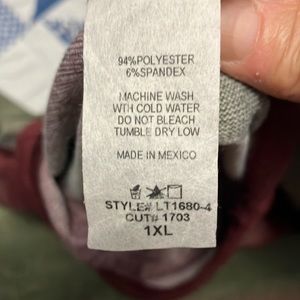 94%POLYESTER
6%SPANDEX
MACHINE WASH
WTH COLD WATER
DO NOT BLEACH
TUMBLE DRY LOW
MADE IN MEXICO
STYLE# LT1680-4
CUT# 1703
1XL